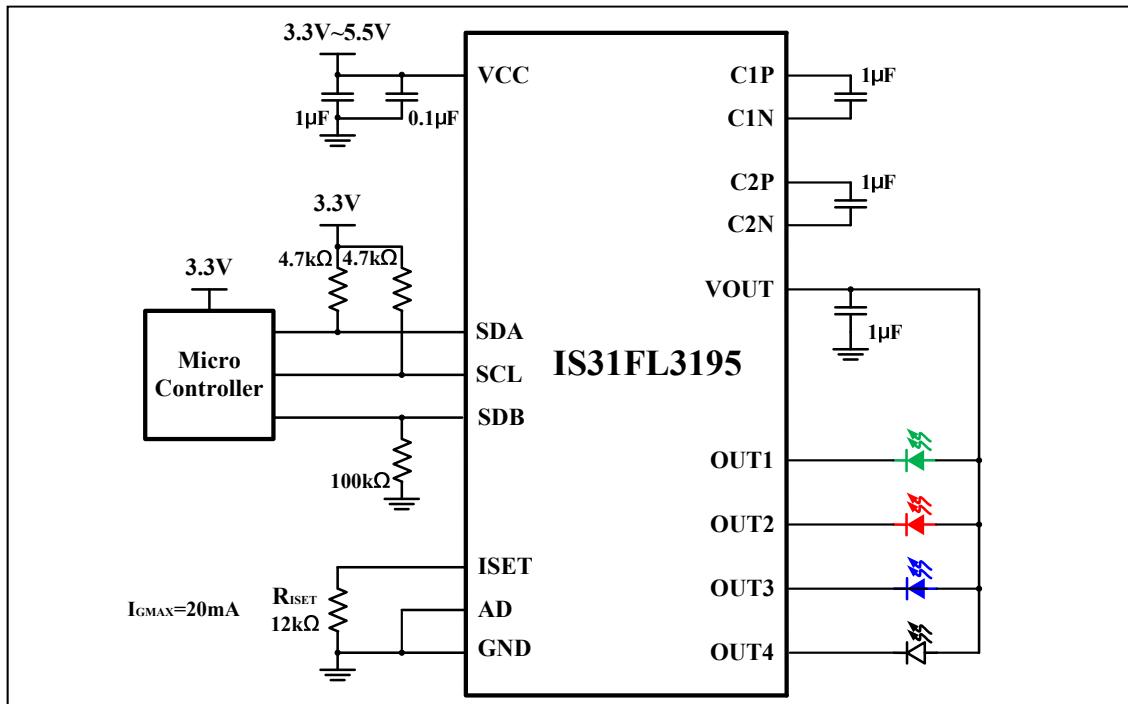 3.3V~5.5V
VCC
1µF
0.1µF
3.3V
4.7kΩ
4.7kΩ
3.3V
Micro
Controller
SDA
SCL
SDB
100kΩ
IGMAX=20mA
RISET
12kΩ
ISET
AD
GND
IS31FL3195
C1P
1µF
C1N
C2P
1µF
C2N
VOUT
1µF
OUT1
OUT2
OUT3
OUT4